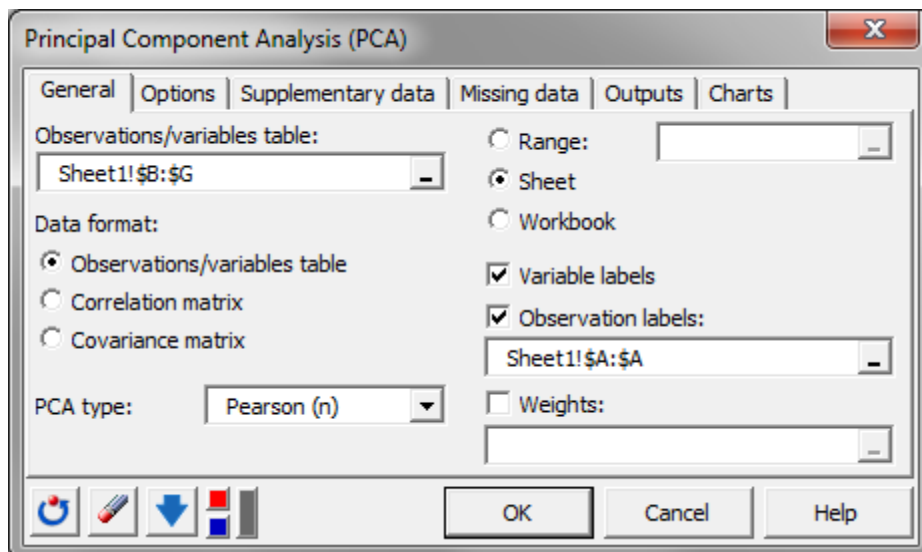 Principal Component Analysis (PCA)
General Options Supplementary data Missing data Outputs Charts
Observations/variables table:
Sheet1!$B:$G
Data format:
Observations/variables table
Correlation matrix
Covariance matrix
PCA type: Pearson (n)
Range:
Sheet
Workbook
Variable labels
Observation labels:
Sheet1!$A:$A
Weights:
OK Cancel Help